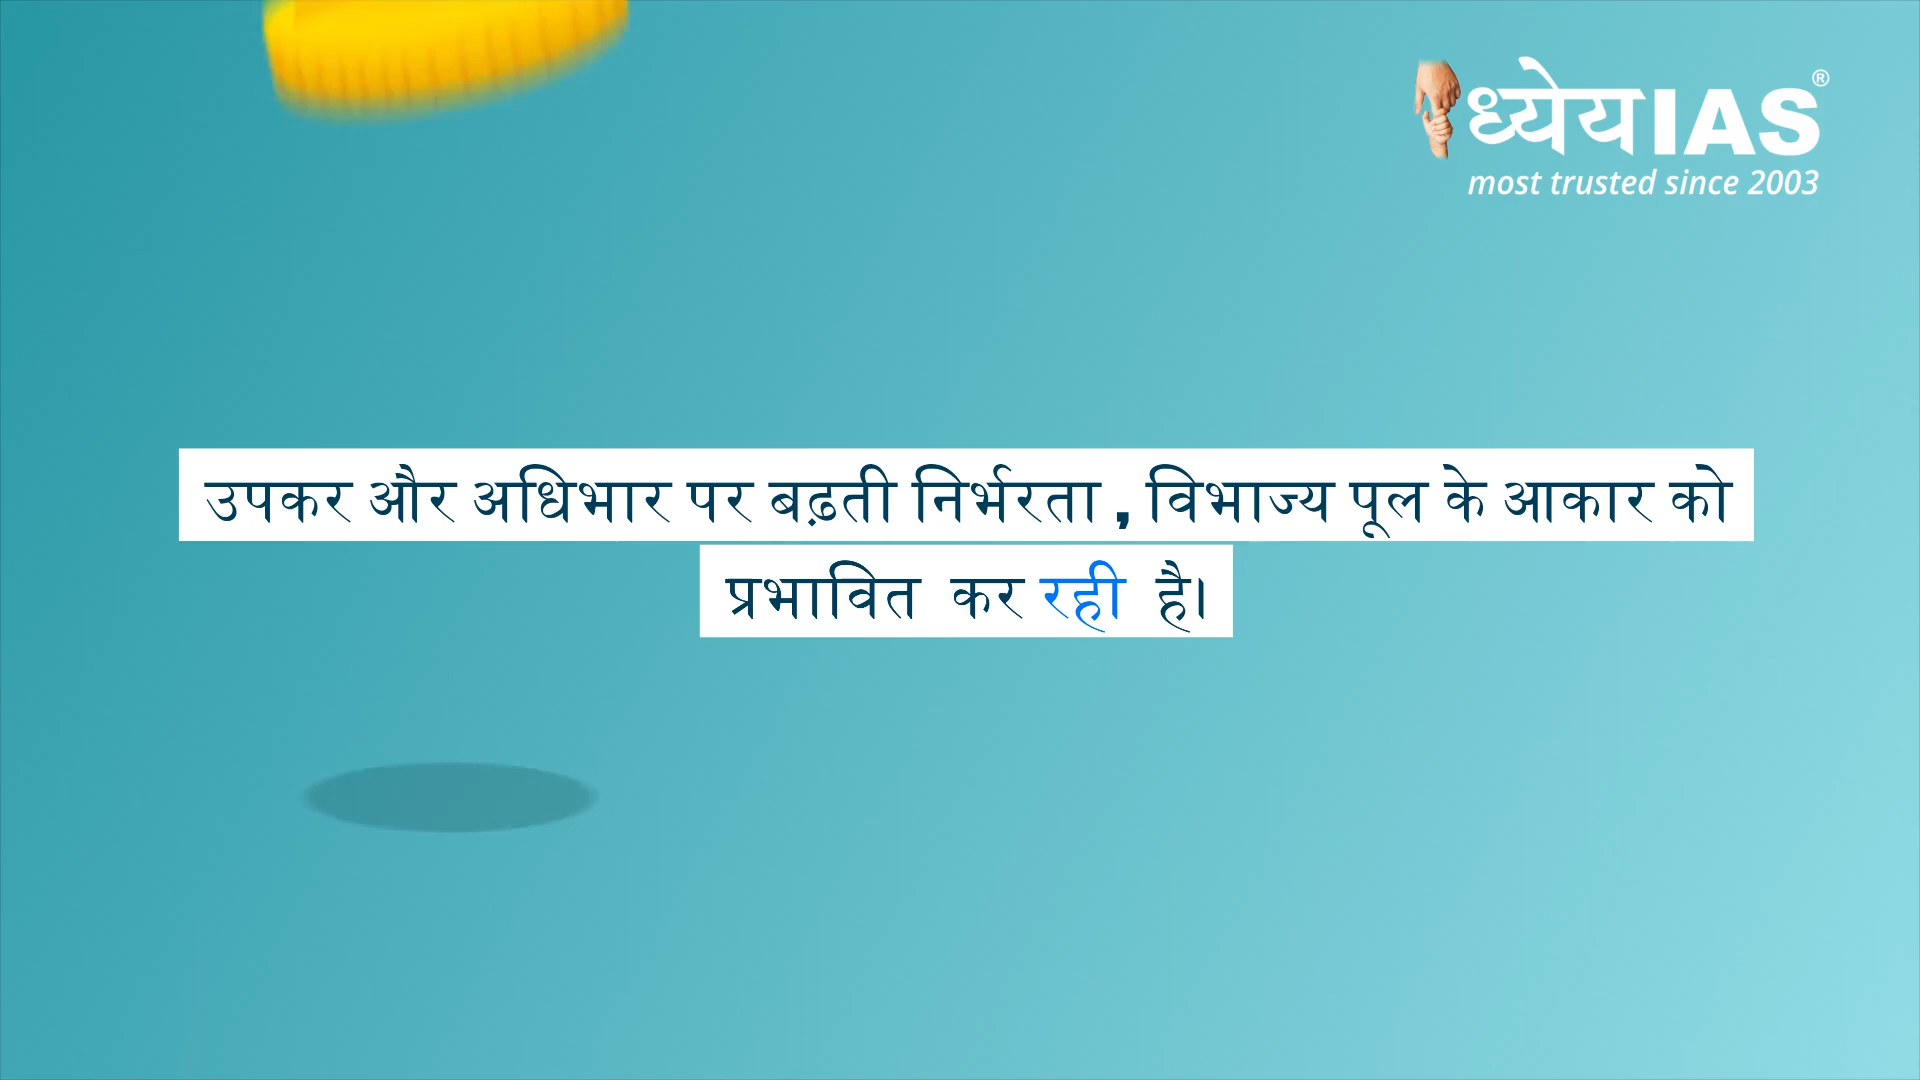 ध्येयIAS®
most trusted since 2003
उपकर और अधिभार पर बढ़ती निर्भरता , विभाज्य पूल के आकार को
प्रभावित कर रही है।